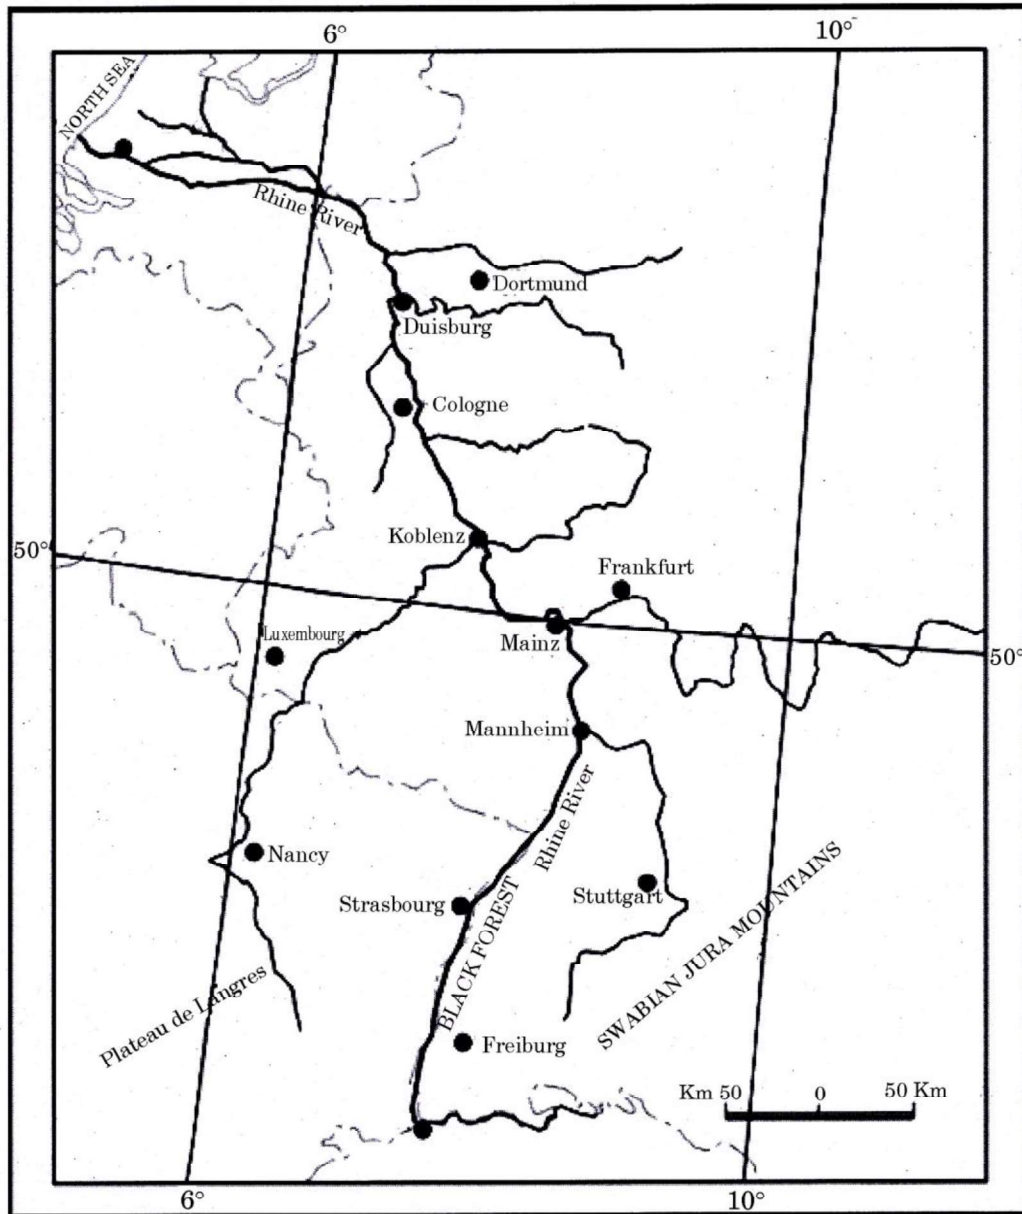 6°
10°
NORTH SEA
Rhine River
Dortmund
Duisburg
Cologne
Koblenz
50°
Frankfurt
Luxembourg
Mainz
50°
Mannheim
Rhine River
Nancy
Stuttgart
Strasbourg
BLACK FOREST
SWABIAN JURA MOUNTAINS
Plateau de Langres
Freiburg
Km 50 0 50 Km
6°
10°